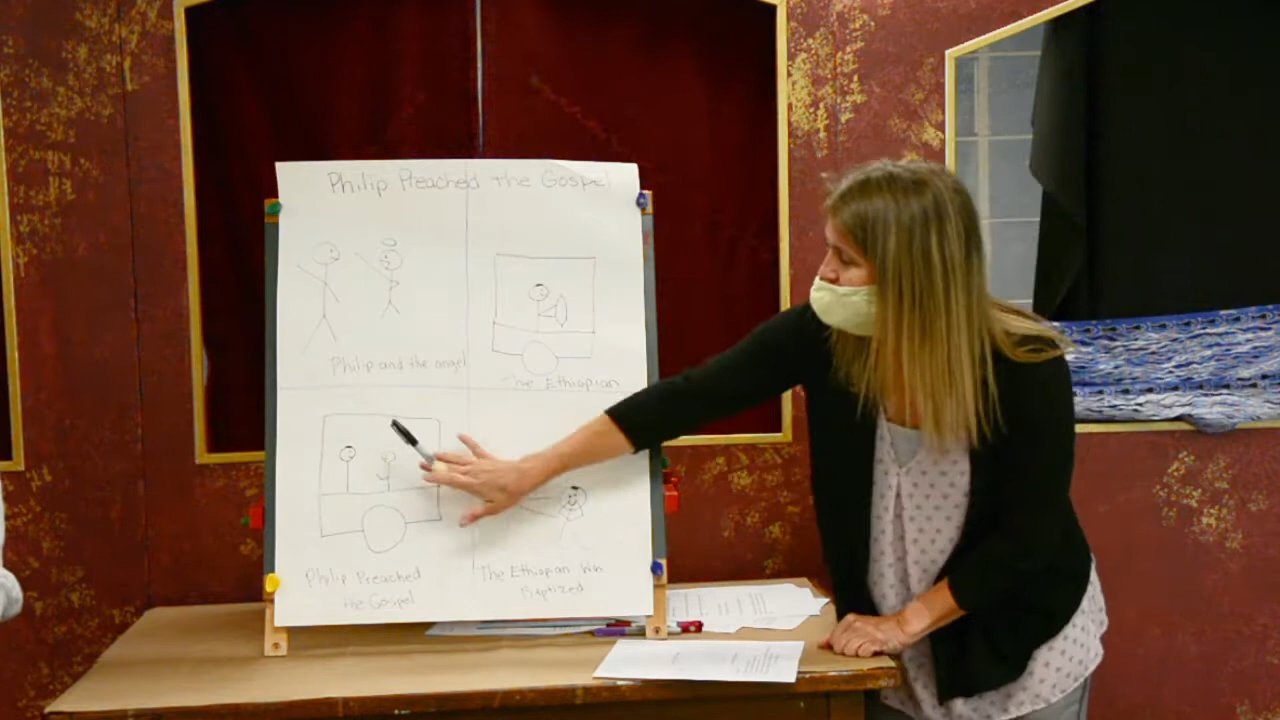 Philip Preached the Gospel
Philip and the angel
The Ethiopian
Philip Preached
the Gospel
The Ethiopian Was
Baptized